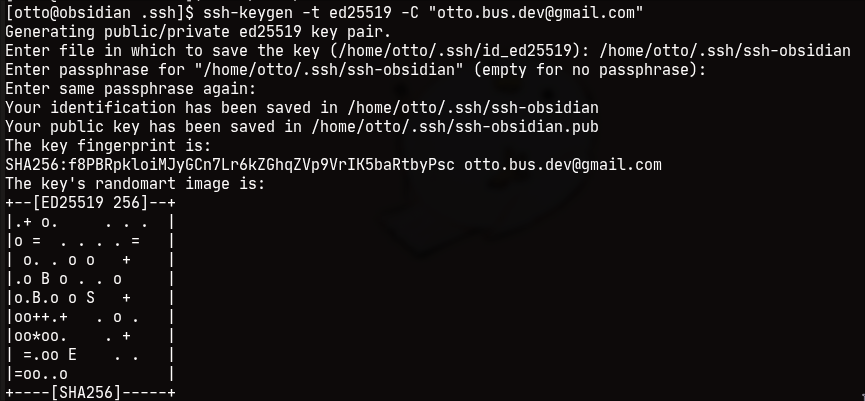 [otto@obsidian .ssh]$ ssh-keygen -t ed25519 -C "otto.bus.dev@gmail.com"
Generating public/private ed25519 key pair.
Enter file in which to save the key (/home/otto/.ssh/id_ed25519): /home/otto/.ssh/ssh-obsidian
Enter passphrase for "/home/otto/.ssh/ssh-obsidian" (empty for no passphrase):
Enter same passphrase again:
Your identification has been saved in /home/otto/.ssh/ssh-obsidian
Your public key has been saved in /home/otto/.ssh/ssh-obsidian.pub
The key fingerprint is:
SHA256:f8PBRpkloiMJyGCn7Lr6kZGhqZVp9VrIK5baRtbyPsc otto.bus.dev@gmail.com
The key's randomart image is:
+--[ED25519 256]--+
|.+ o.     . . .  |
|o =  . . . . =   |
| o. . o o   +    |
|.o B o . . o     |
|o.B.o o S   +    |
|oo++.+   . o .   |
|oo*oo.    . +    |
| =.oo E    . .   |
|=oo..o           |
+----[SHA256]-----+